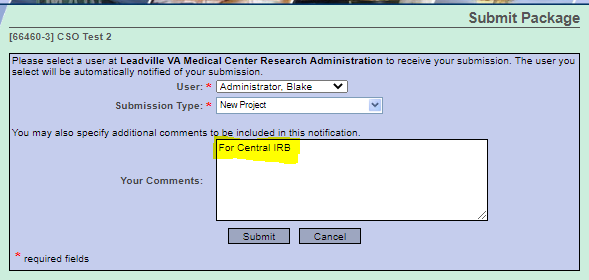 Submit Package
[66460-3] CSO Test 2
Please select a user at Leadville VA Medical Center Research Administration to receive your submission. The user you
select will be automatically notified of your submission.
User: * Administrator, Blake
Submission Type: * New Project
You may also specify additional comments to be included in this notification.
For Central IRB
Your Comments:
Submit Cancel
* required fields